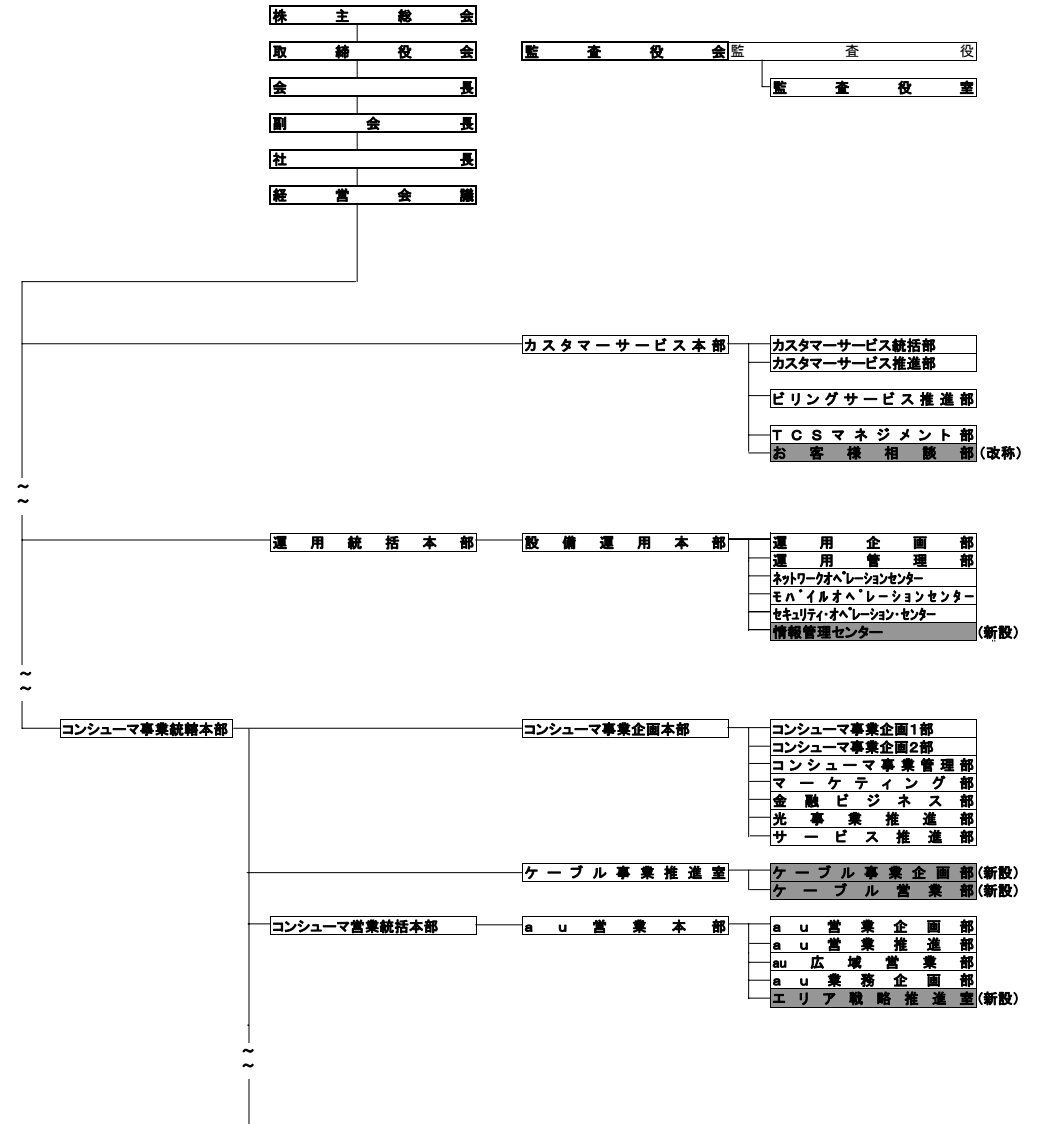 株主総会
取締役会
監査役会 監査役
会長
監査役室
副会長
社長
経営会議
カスタマーサービス本部
カスタマーサービス統括部
カスタマーサービス推進部
ビリングサービス推進部
TCSマネジメント部
お客様相談部(改称)
~
~
運用統括本部
設備運用本部
運用企画部
運用管理部
ネットワークオペレーションセンター
モバイルオペレーションセンター
セキュリティ・オペレーション・センター
情報管理センター(新設)
~
~
コンシューマ事業統轄本部
コンシューマ事業企画本部
コンシューマ事業企画1部
コンシューマ事業企画2部
コンシューマ事業管理部
マーケティング部
金融ビジネス部
光事業推進部
サービス推進部
ケーブル事業推進室
ケーブル事業企画部(新設)
ケーブル営業部(新設)
コンシューマ営業統括本部
au営業本部
au営業企画部
au営業推進部
au広域営業部
au業務企画部
エリア戦略推進室(新設)
~
~